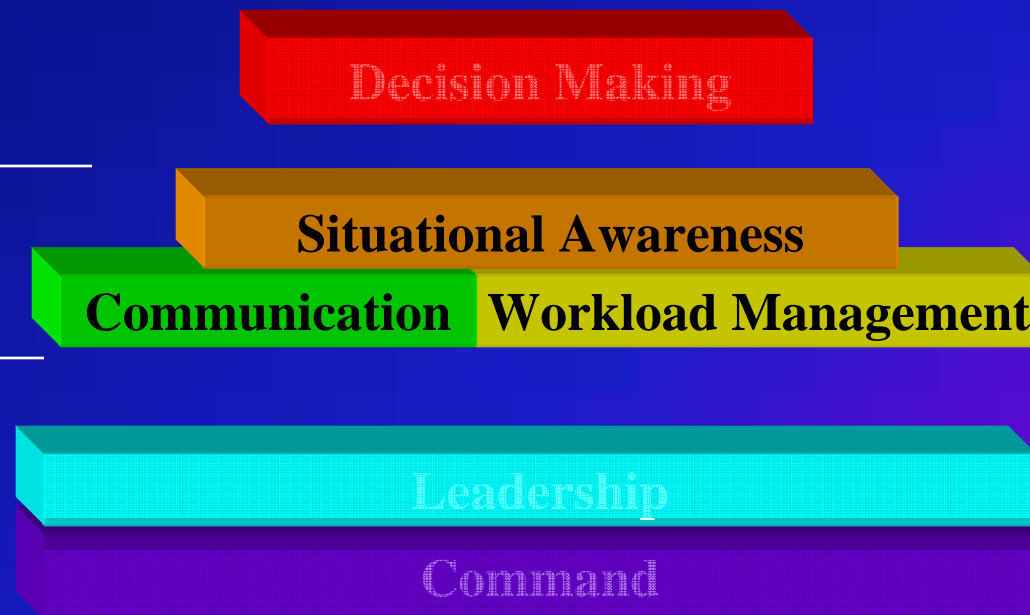 Decision Making
Situational Awareness
Communication Workload Management
Leadership
Command